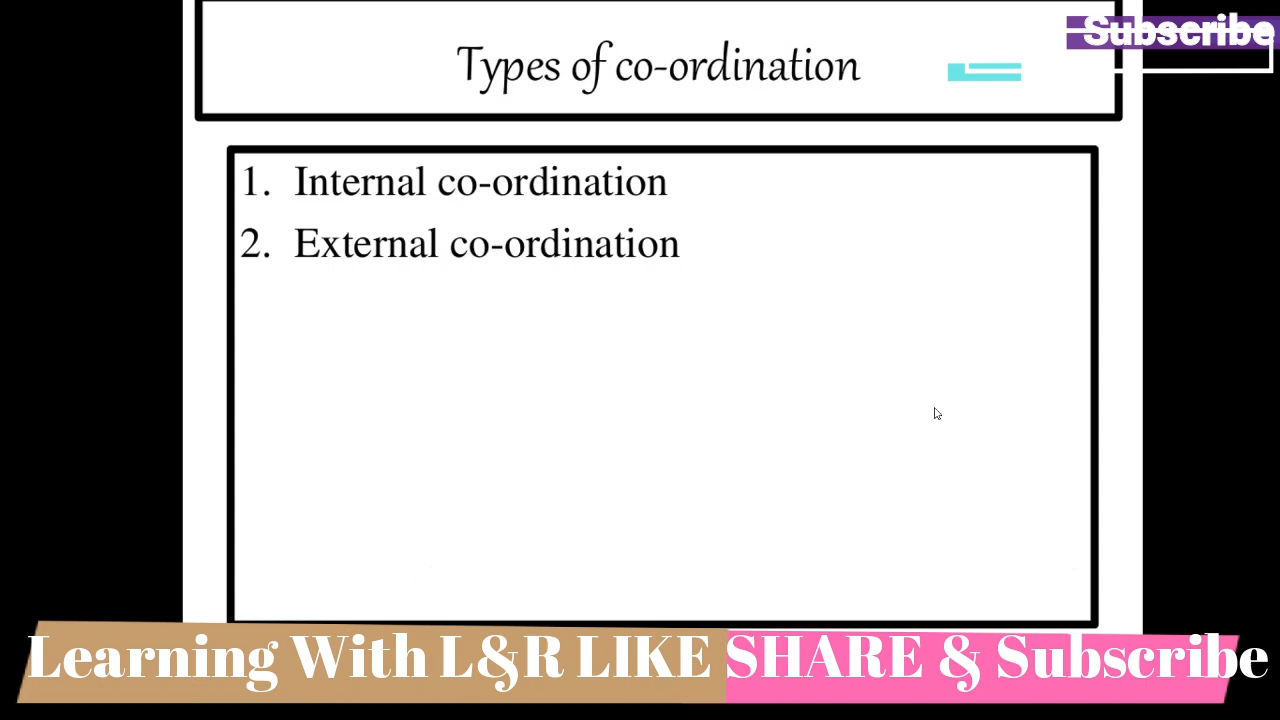 Subscribe
Types of co-ordination
1. Internal co-ordination
2. External co-ordination
Learning With L&R LIKE SHARE & Subscribe